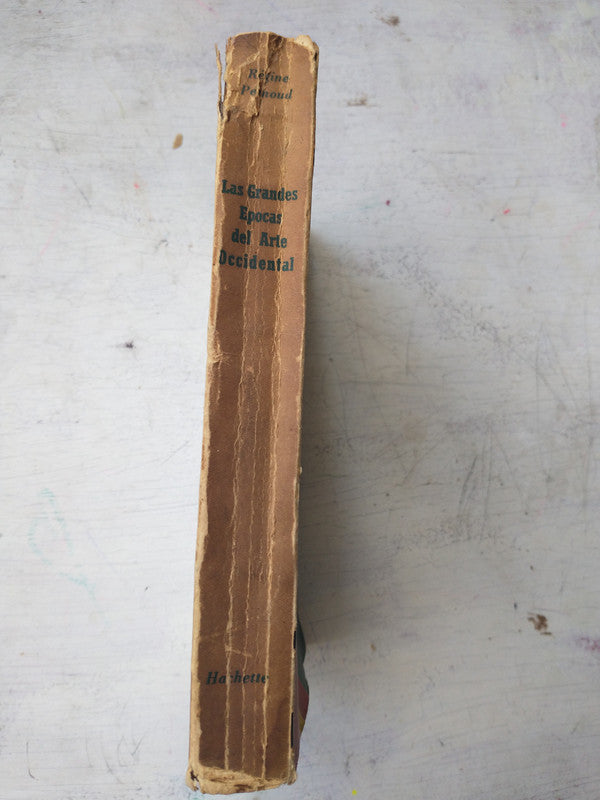 Régine
Pernoud
Las Grandes
Epocas
del Arte
Occidental
Hachette